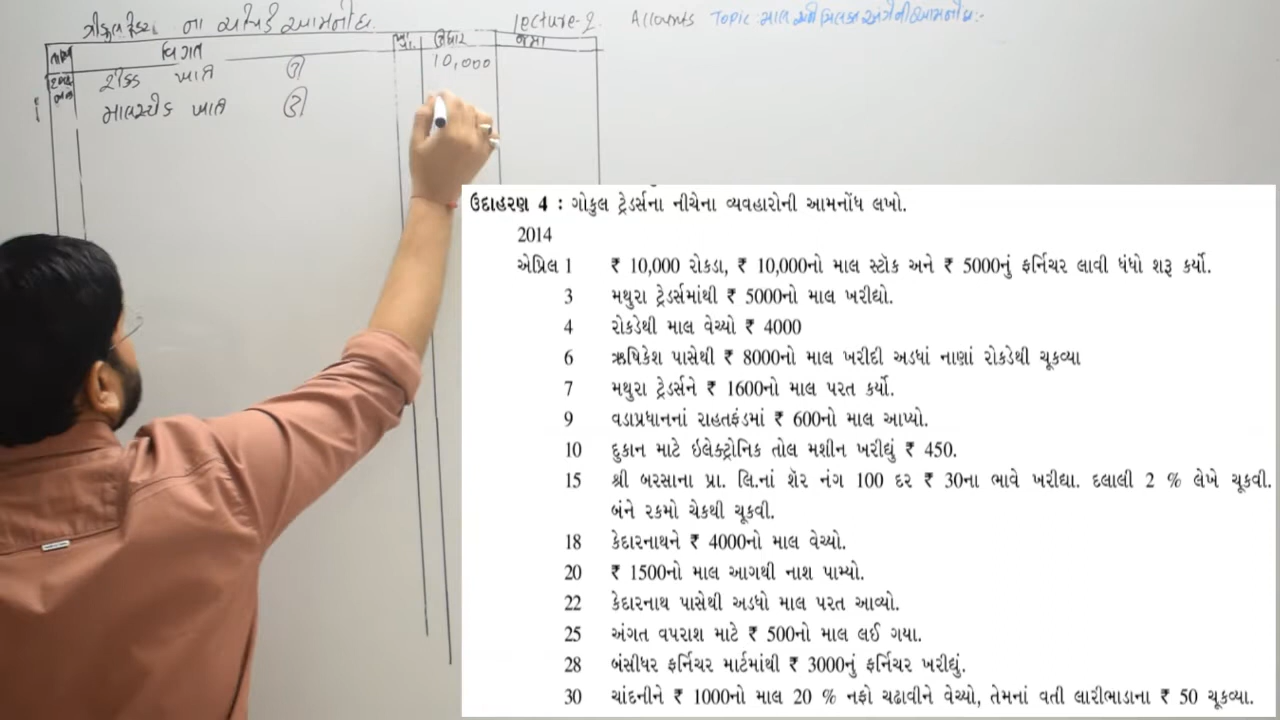 ના ચોપડે આમનોંધ Lecture-2 Accounts Topic માલ
વિગત ઉધાર જમા
રોકડ ખાતે ઉ 10,000
માલસ્ટોક ખાતે ઉ
ઉદાહરણ 4 : ગોકુલ ટ્રેડર્સના નીચેના વ્યવહારોની આમનોંધ લખો.
2014
એપ્રિલ 1 ₹ 10,000 રોકડા, ₹ 10,000નો માલ સ્ટૉક અને ₹ 5000નું ફર્નિચર લાવી ધંધો શરૂ કર્યો.
3 મથુરા ટ્રેડર્સમાંથી ₹ 5000નો માલ ખરીદ્યો.
4 રોકડેથી માલ વેચ્યો ₹ 4000
6 ઋષિકેશ પાસેથી ₹ 8000નો માલ ખરીદી અડધાં નાણાં રોકડેથી ચૂકવ્યા
7 મથુરા ટ્રેડર્સને ₹ 1600નો માલ પરત કર્યો.
9 વડાપ્રધાનનાં રાહતફંડમાં ₹ 600નો માલ આપ્યો.
10 દુકાન માટે ઇલેક્ટ્રોનિક તોલ મશીન ખરીદ્યું ₹ 450.
15 શ્રી બરસાના પ્રા. લિ.નાં શૅર નંગ 100 દર ₹ 30ના ભાવે ખરીદ્યા. દલાલી 2 % લેખે ચૂકવી.
બંને રકમો ચેકથી ચૂકવી.
18 કેદારનાથને ₹ 4000નો માલ વેચ્યો.
20 ₹ 1500નો માલ આગથી નાશ પામ્યો.
22 કેદારનાથ પાસેથી અડધો માલ પરત આવ્યો.
25 અંગત વપરાશ માટે ₹ 500નો માલ લઈ ગયા.
28 બંસીધર ફર્નિચર માર્ટમાંથી ₹ 3000નું ફર્નિચર ખરીદ્યું.
30 ચાંદનીને ₹ 1000નો માલ 20 % નફો ચઢાવીને વેચ્યો, તેમનાં વતી લારીભાડાના ₹ 50 ચૂકવ્યા.